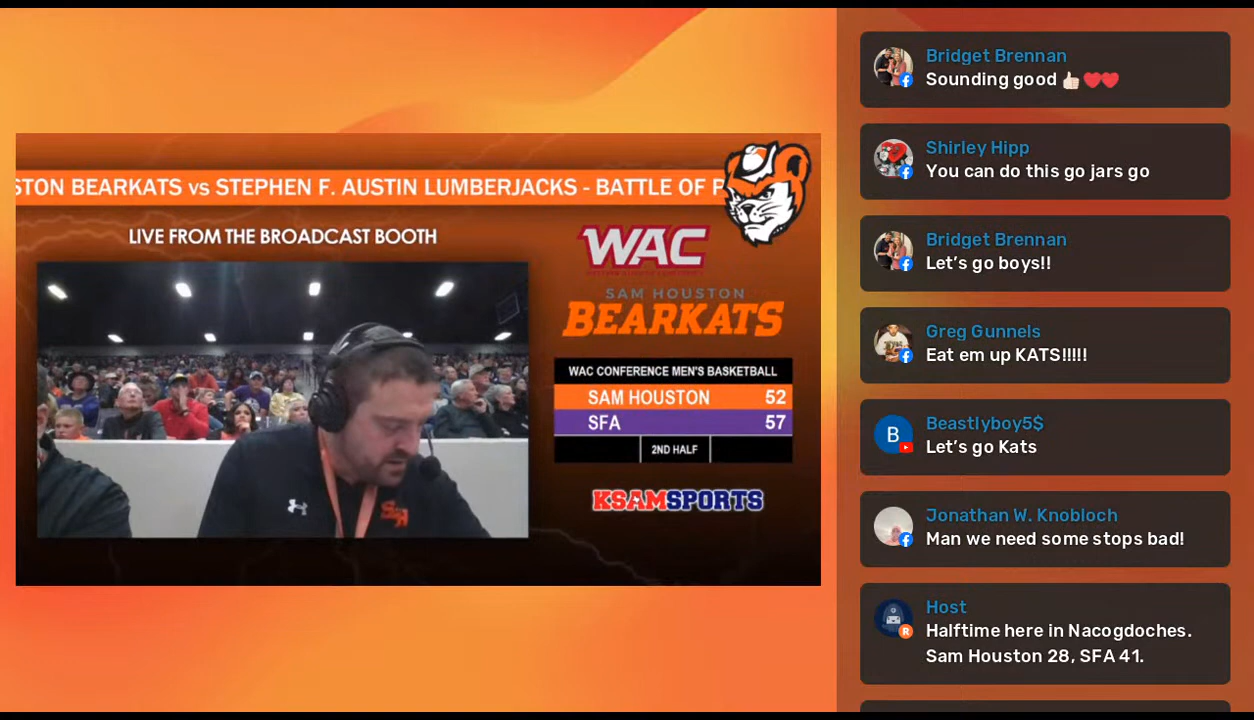 STON BEARKATS vs STEPHEN F. AUSTIN LUMBERJACKS - BATTLE OF P
LIVE FROM THE BROADCAST BOOTH
WAC
SAM HOUSTON
BEARKATS
WAC CONFERENCE MEN'S BASKETBALL
SAM HOUSTON 52
SFA 57
2ND HALF
KSAMSPORTS
Bridget Brennan
Sounding good 👍🏻❤️❤️
Shirley Hipp
You can do this go jars go
Bridget Brennan
Let’s go boys!!
Greg Gunnels
Eat em up KATS!!!!!
B
Beastlyboy5$
Let’s go Kats
Jonathan W. Knobloch
Man we need some stops bad!
R
Host
Halftime here in Nacogdoches.
Sam Houston 28, SFA 41.